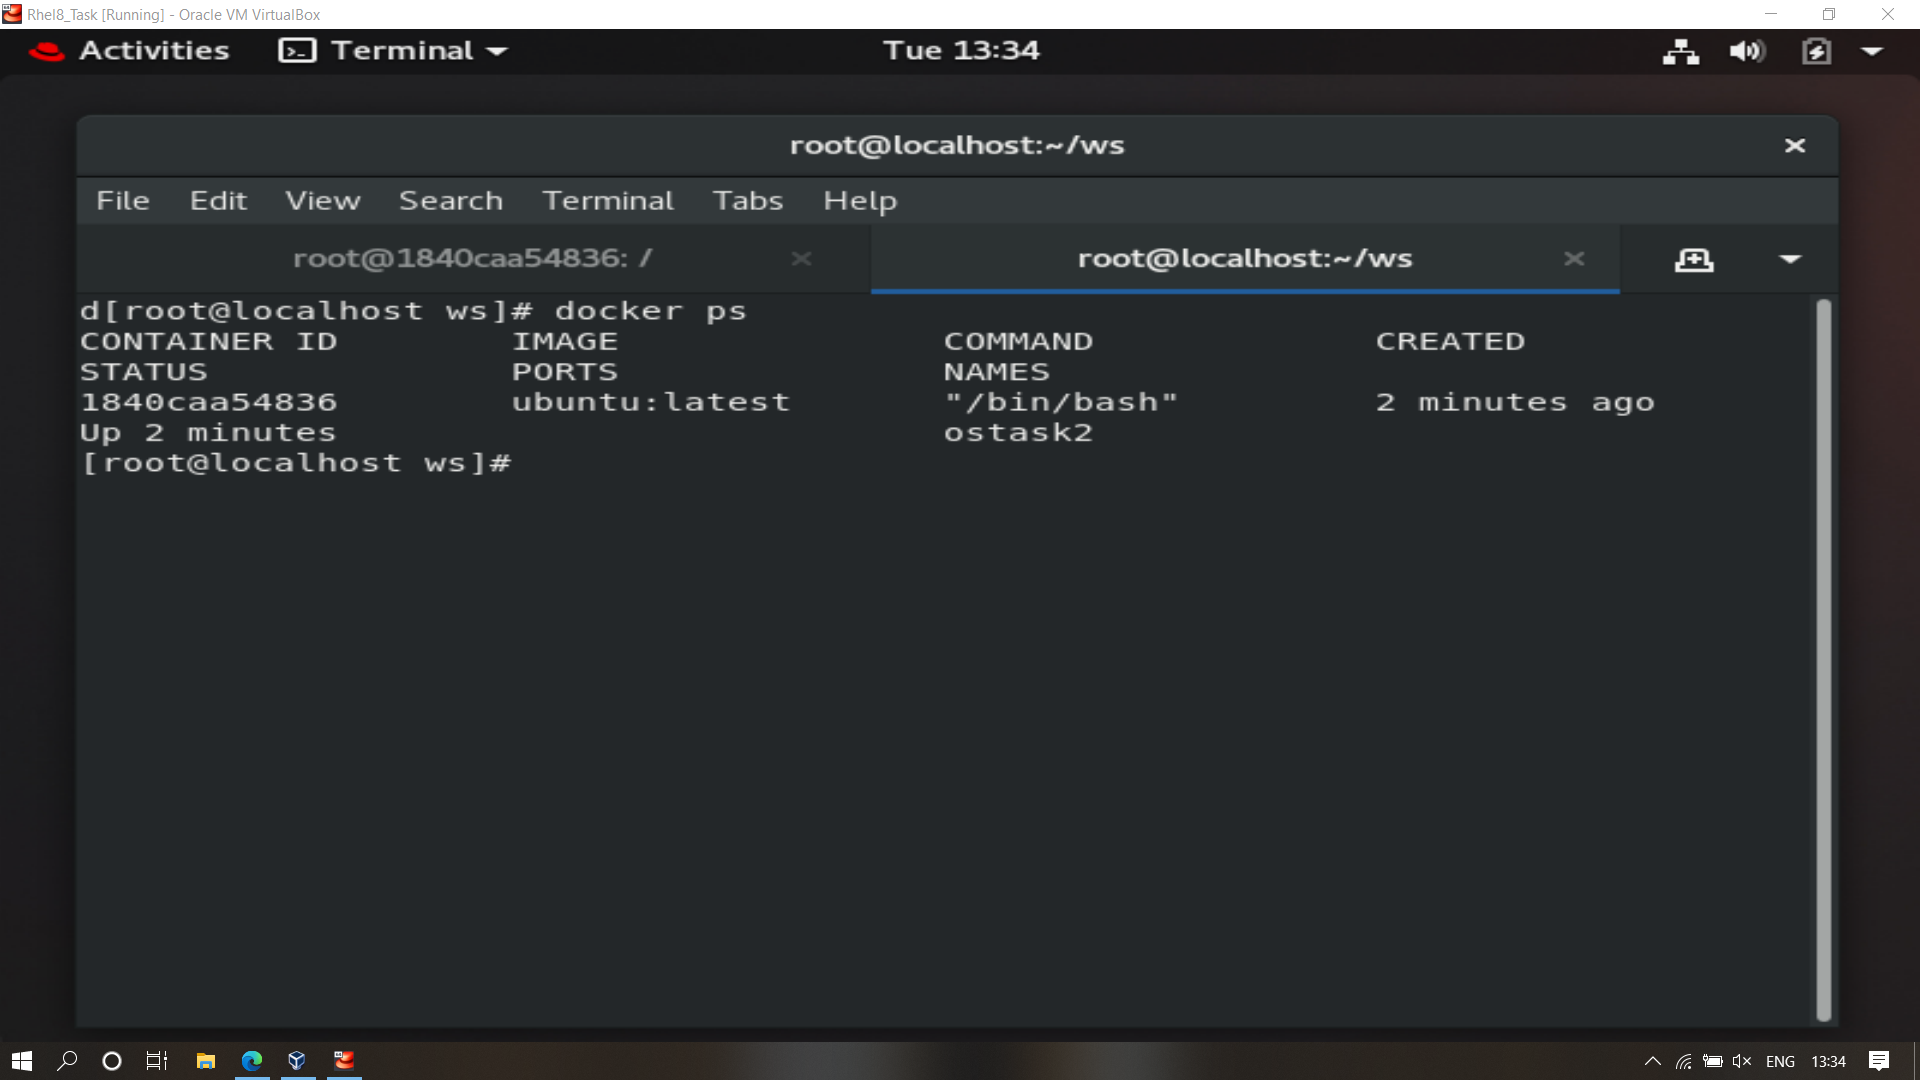 Rhel8_Task [Running] - Oracle VM VirtualBox
Activities Terminal Tue 13:34
root@localhost:~/ws
File Edit View Search Terminal Tabs Help
root@1840caa54836: / root@localhost:~/ws
d[root@localhost ws]# docker ps
CONTAINER ID IMAGE COMMAND CREATED
STATUS PORTS NAMES
1840caa54836 ubuntu:latest "/bin/bash" 2 minutes ago
Up 2 minutes ostask2
[root@localhost ws]#
ENG 13:34